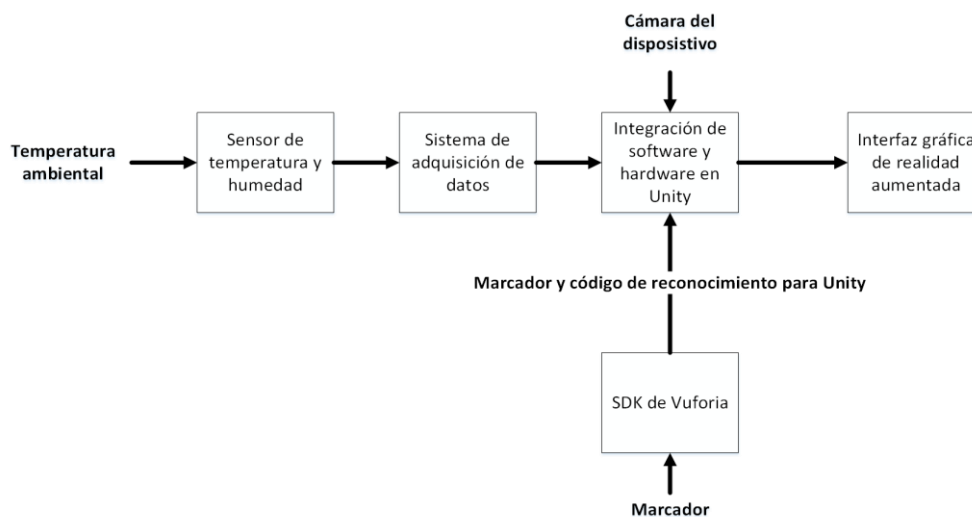 Cámara del
disposistivo
Temperatura
ambiental
Sensor de
temperatura y
humedad
Sistema de
adquisición de
datos
Integración de
software y
hardware en
Unity
Interfaz gráfica
de realidad
aumentada
Marcador y código de reconocimiento para Unity
SDK de Vuforia
Marcador